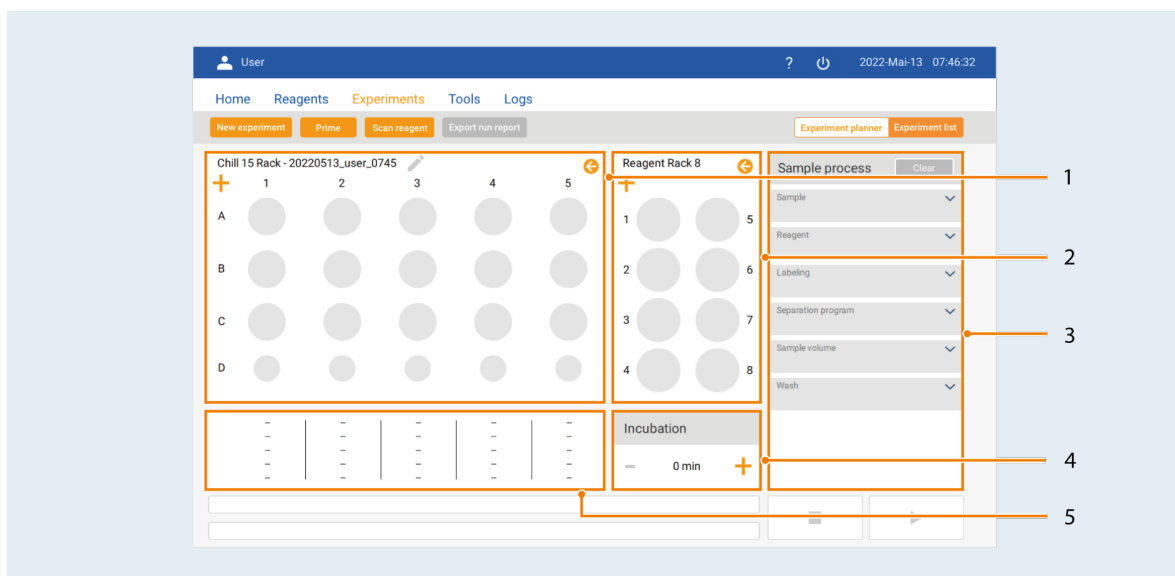 User ? 2022-Mai-13 07:46:32
Home Reagents Experiments Tools Logs
New experiment Prime Scan reagent Export run report Experiment planner Experiment list
Chill 15 Rack - 20220513_user_0745
1 2 3 4 5
A
B
C
D
Reagent Rack 8
1 5
2 6
3 7
4 8
Sample process Clear
Sample
Reagent
Labeling
Separation program
Sample volume
Wash
Incubation
0 min
1
2
3
4
5